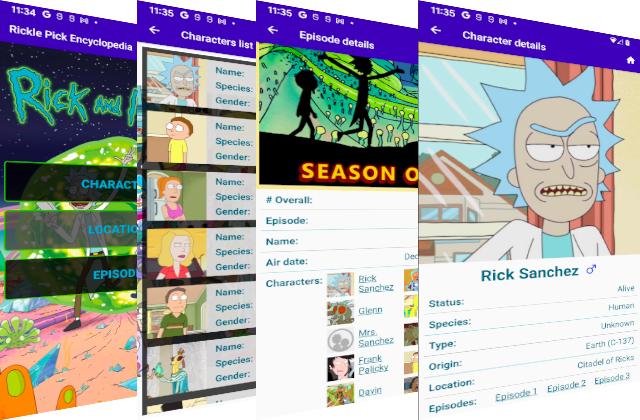 11:34 G S S M
Rickle Pick Encyclopedia
Rick AND
CHARACT
LOCATIO
EPISOD
11:35 G S S M
Characters list
Name:
Species:
Gender:
Name:
Species:
Gender:
Name:
Species:
Gender:
Name:
Species:
Gender:
Name:
Species:
Gender:
Name:
Species:
Gender:
11:35 G S S M
Episode details
SEASON O
# Overall:
Episode:
Name:
Air date: Dec
Characters:
Rick
Sanchez
Glenn
Mrs.
Sanchez
Frank
Palicky
Davin
11:35 G S S M
Character details
Rick Sanchez ♂
Status: Alive
Species: Human
Type: Unknown
Origin: Earth (C-137)
Location: Citadel of Ricks
Episodes: Episode 1 Episode 2 Episode 3